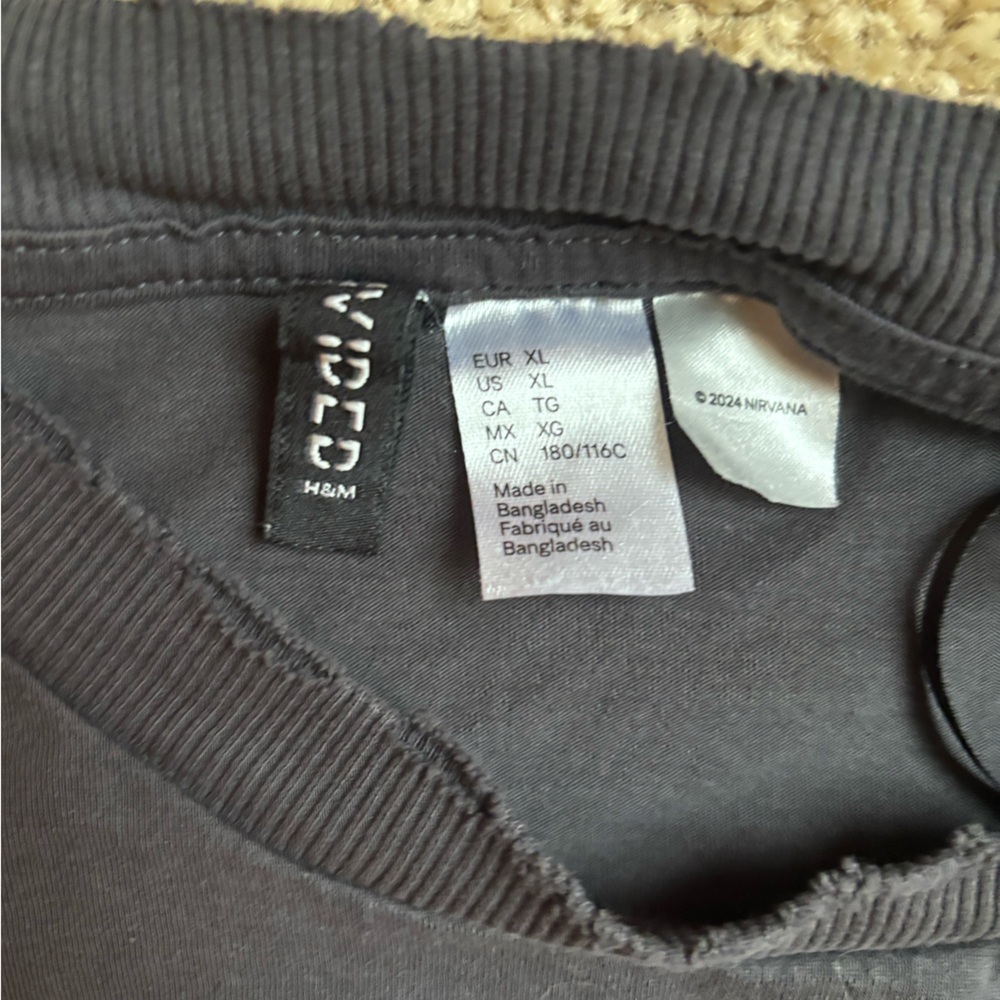 VIDED
H&M
EUR XL
US XL
CA TG
MX XG
CN 180/116C
Made in
Bangladesh
Fabriqué au
Bangladesh
© 2024 NIRVANA